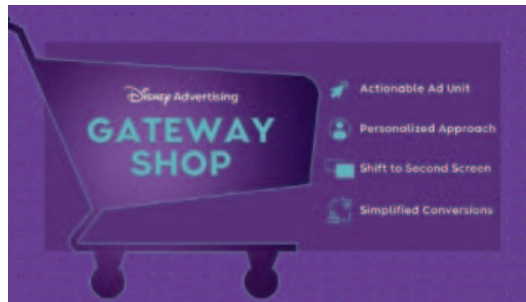 Disney Advertising
GATEWAY
SHOP
Actionable Ad Unit
Personalized Approach
Shift to Second Screen
Simplified Conversions